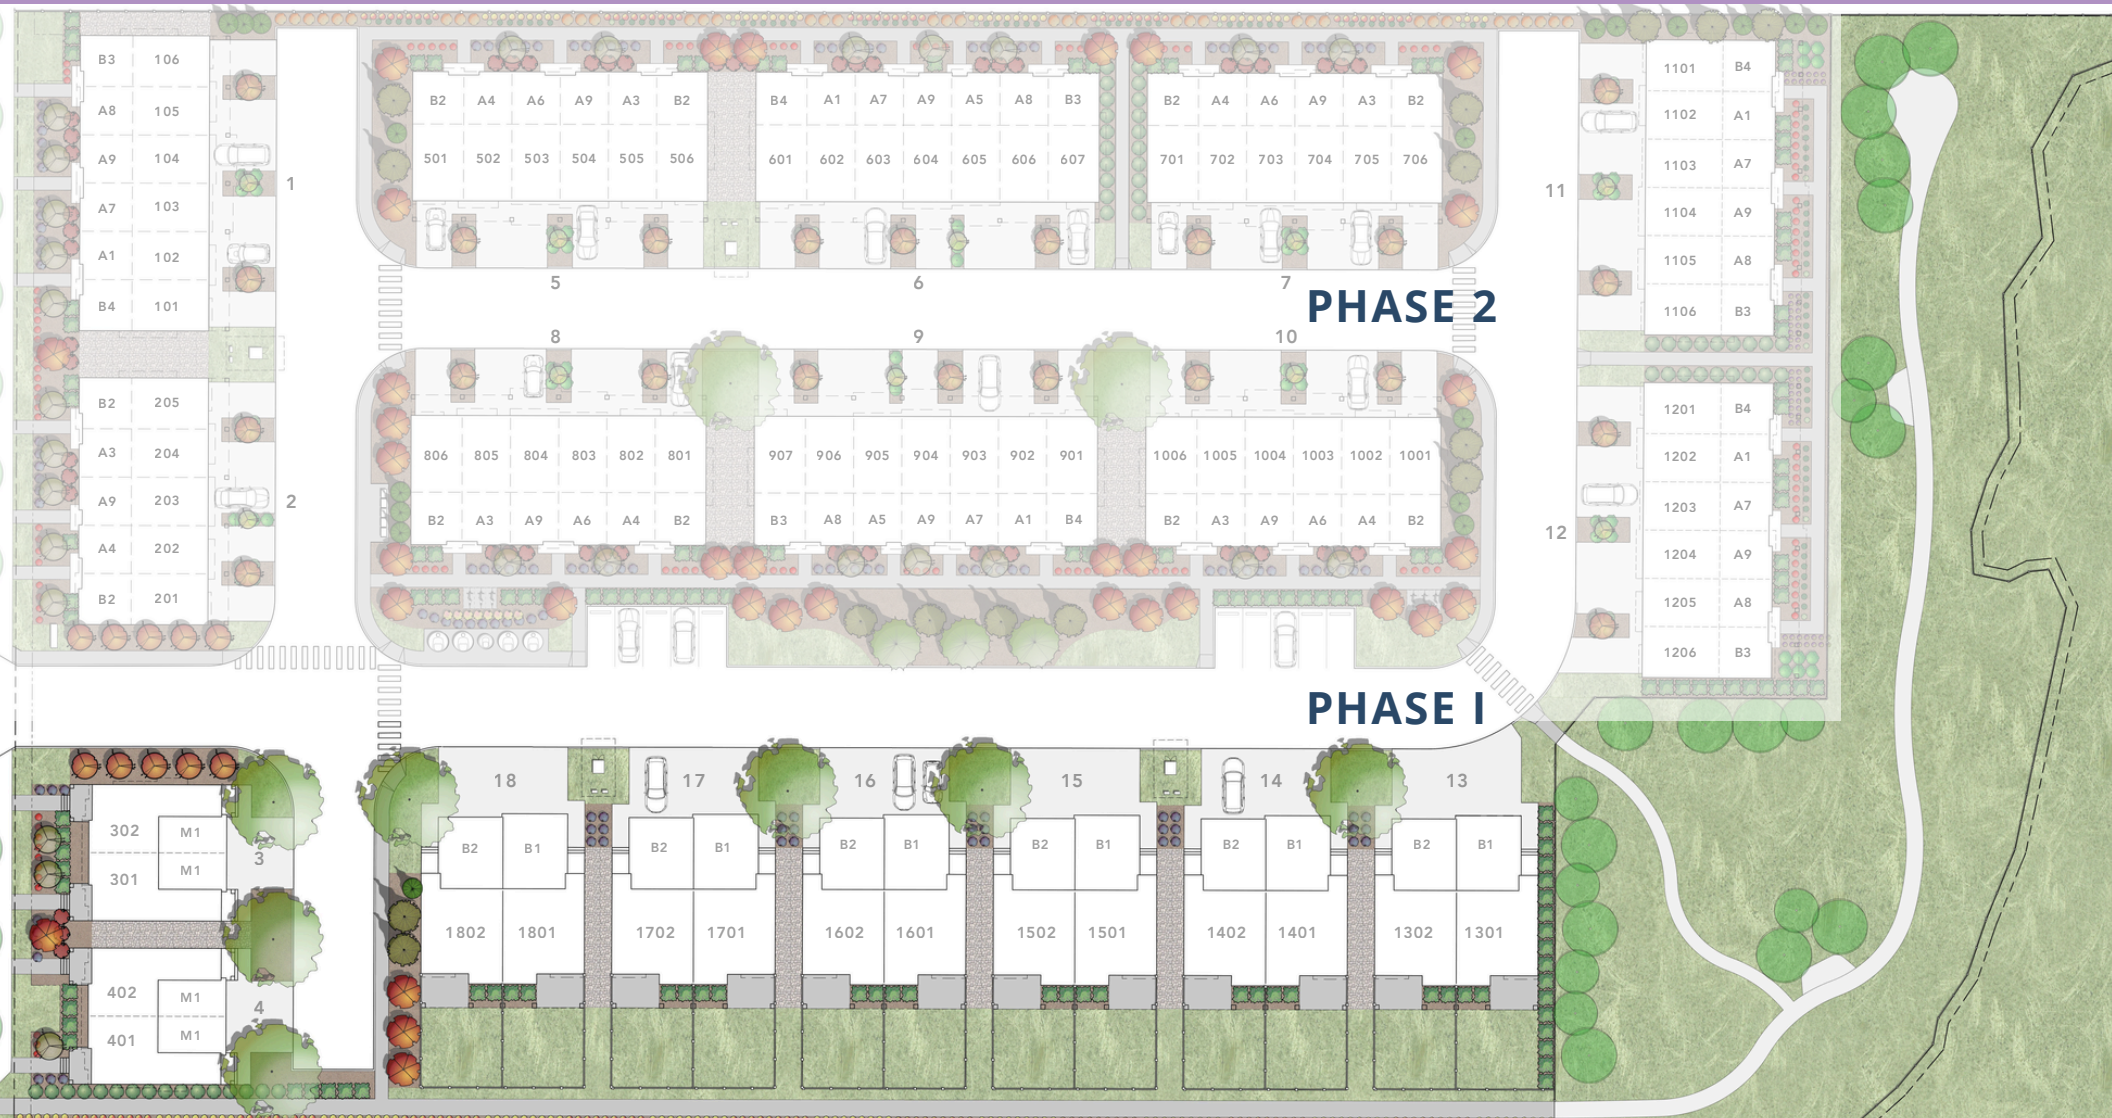 B3 106
A8 105
A9 104
A7 103
A1 102
B4 101
1
B2 205
A3 204
A9 203
A4 202
B2 201
2
B2 A4 A6 A9 A3 B2
501 502 503 504 505 506
5
B4 A1 A7 A9 A5 A8 B3
601 602 603 604 605 606 607
6
B2 A4 A6 A9 A3 B2
701 702 703 704 705 706
7
PHASE 2
8
806 805 804 803 802 801
B2 A3 A9 A6 A4 B2
9
907 906 905 904 903 902 901
B3 A8 A5 A9 A7 A1 B4
10
1006 1005 1004 1003 1002 1001
B2 A3 A9 A6 A4 B2
11
1101 B4
1102 A1
1103 A7
1104 A9
1105 A8
1106 B3
12
1201 B4
1202 A1
1203 A7
1204 A9
1205 A8
1206 B3
PHASE I
302 M1
301 M1
3
402 M1
401 M1
4
18
B2 B1
1802 1801
17
B2 B1
1702 1701
16
B2 B1
1602 1601
15
B2 B1
1502 1501
14
B2 B1
1402 1401
13
B2 B1
1302 1301